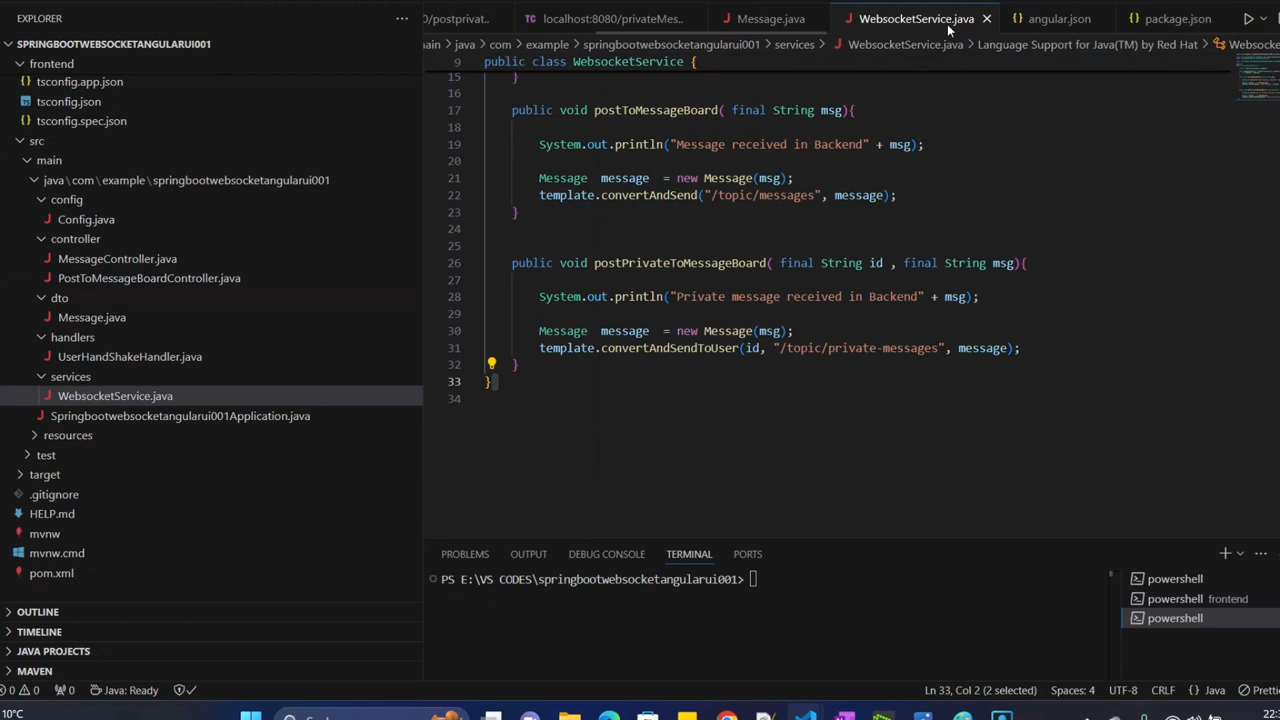 EXPLORER
SPRINGBOOTWEBSOCKETANGULARUI001
frontend
tsconfig.app.json
tsconfig.json
tsconfig.spec.json
src
main
java\com\example\springbootwebsocketangularui001
config
Config.java
controller
MessageController.java
PostToMessageBoardController.java
dto
Message.java
handlers
UserHandShakeHandler.java
services
WebsocketService.java
Springbootwebsocketangularui001Application.java
resources
test
target
.gitignore
HELP.md
mvnw
mvnw.cmd
pom.xml
OUTLINE
TIMELINE
JAVA PROJECTS
MAVEN
0/postprivat.. localhost:8080/privateMes.. Message.java WebsocketService.java angular.json package.json
main > java > com > example > springbootwebsocketangularui001 > services > WebsocketService.java > Language Support for Java(TM) by Red Hat > Websocke
9 public class WebsocketService {
15 }
16
17 public void postToMessageBoard( final String msg){
18
19 System.out.println("Message received in Backend" + msg);
20
21 Message message = new Message(msg);
22 template.convertAndSend("/topic/messages", message);
23 }
24
25
26 public void postPrivateToMessageBoard( final String id , final String msg){
27
28 System.out.println("Private message received in Backend" + msg);
29
30 Message message = new Message(msg);
31 template.convertAndSendToUser(id, "/topic/private-messages", message);
32 }
33 }
34
PROBLEMS OUTPUT DEBUG CONSOLE TERMINAL PORTS
PS E:\VS CODES\springbootwebsocketangularui001>
powershell
powershell frontend
powershell
0 0 0 Java: Ready Ln 33, Col 2 (2 selected) Spaces: 4 UTF-8 CRLF {} Java Pretti
10°C